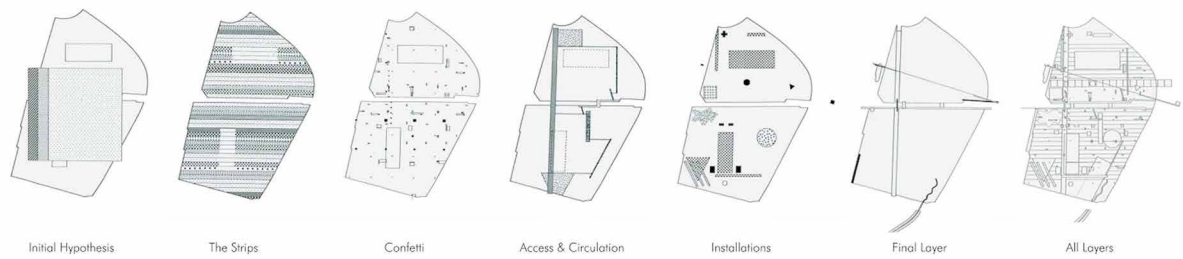 Initial Hypothesis
The Strips
Confetti
Access & Circulation
Installations
Final Layer
All Layers